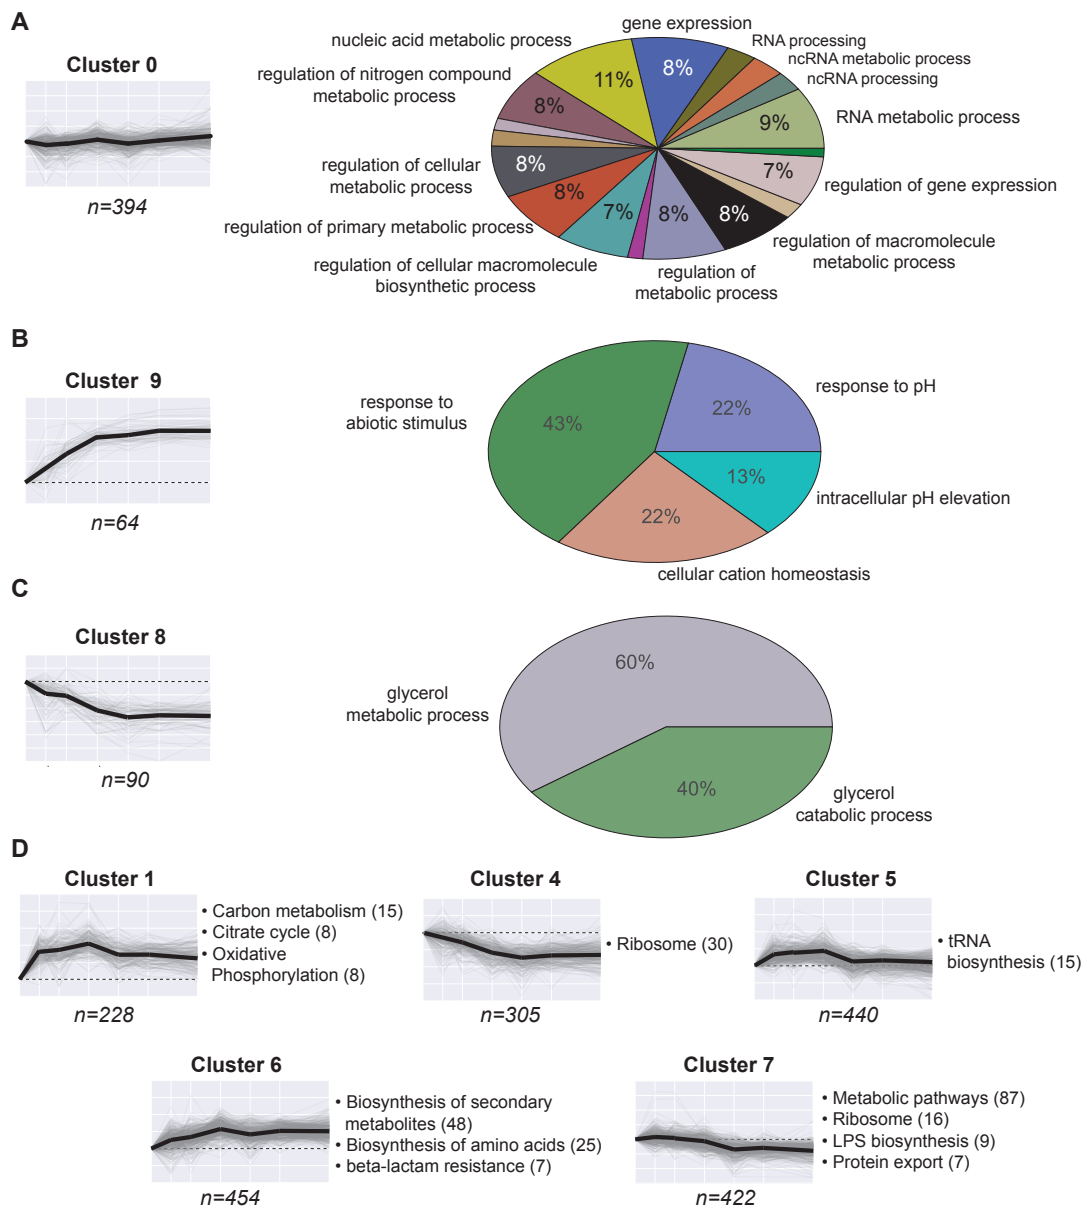 A
Cluster 0
n=394
gene expression
nucleic acid metabolic process
RNA processing
ncRNA metabolic process
ncRNA processing
regulation of nitrogen compound
metabolic process
RNA metabolic process
regulation of cellular
metabolic process
regulation of gene expression
regulation of primary metabolic process
regulation of macromolecule
metabolic process
regulation of cellular macromolecule
biosynthetic process
regulation of
metabolic process
11%
8%
8%
9%
8%
7%
8%
7%
8%
8%
B
Cluster 9
n=64
response to
abiotic stimulus
43%
22%
response to pH
13%
intracellular pH elevation
22%
cellular cation homeostasis
C
Cluster 8
n=90
60%
glycerol
metabolic process
40%
glycerol
catabolic process
D
Cluster 1
• Carbon metabolism (15)
• Citrate cycle (8)
• Oxidative
Phosphorylation (8)
n=228
Cluster 4
• Ribosome (30)
n=305
Cluster 5
• tRNA
biosynthesis (15)
n=440
Cluster 6
• Biosynthesis of secondary
metabolites (48)
• Biosynthesis of amino acids (25)
• beta-lactam resistance (7)
n=454
Cluster 7
• Metabolic pathways (87)
• Ribosome (16)
• LPS biosynthesis (9)
• Protein export (7)
n=422